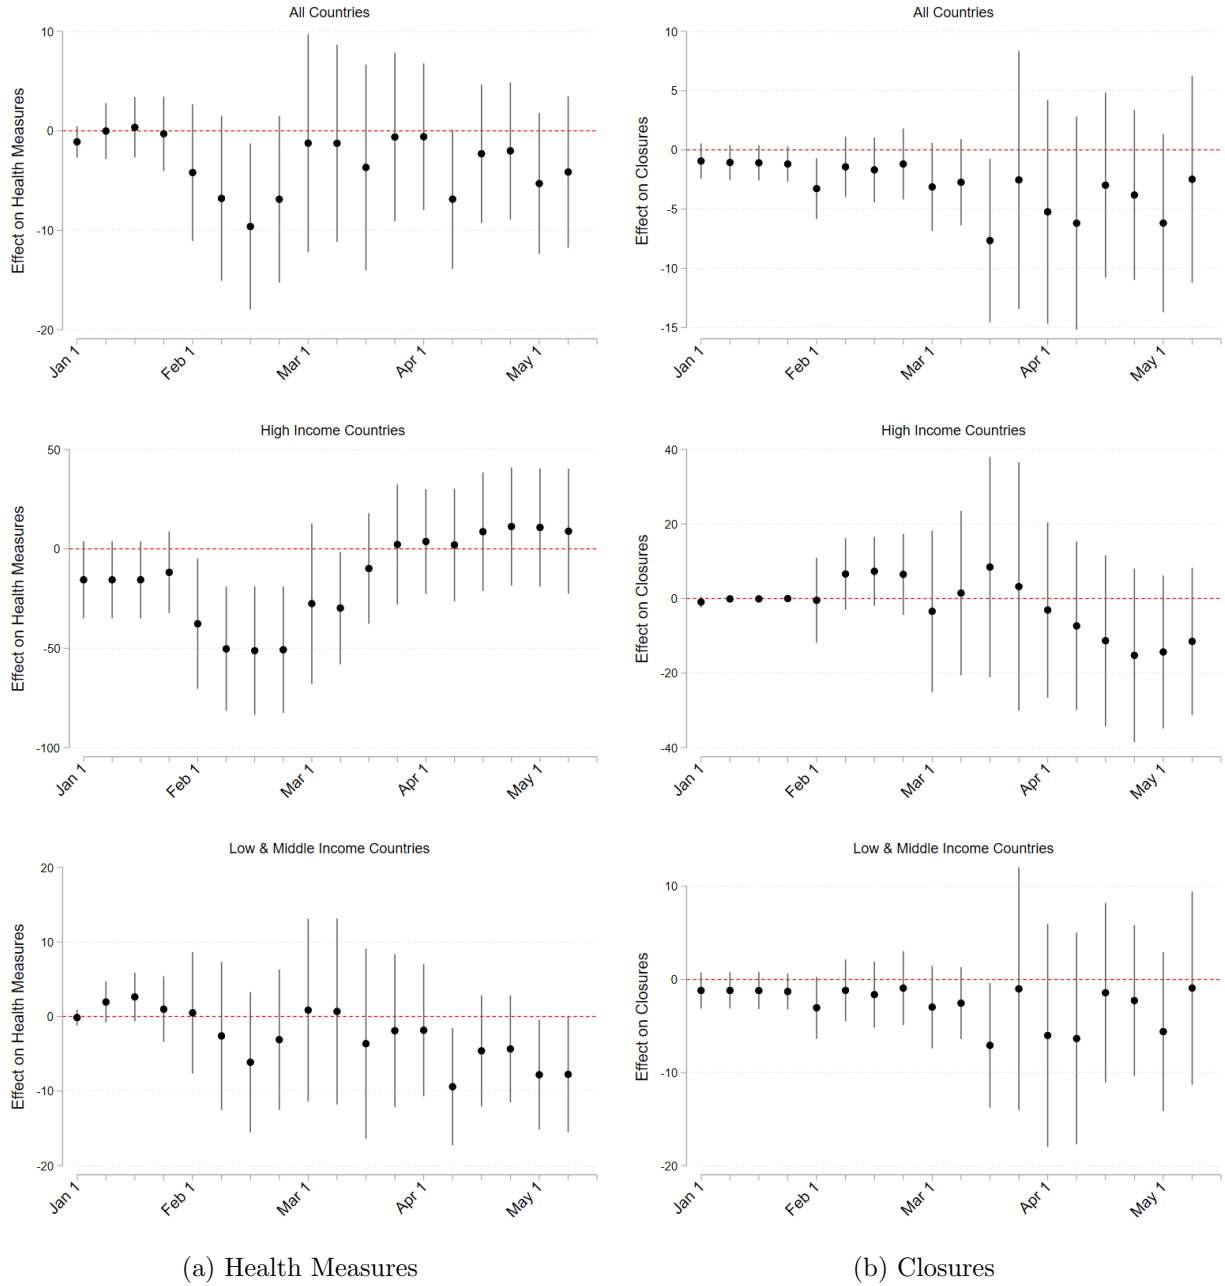 All Countries
Effect on Health Measures
10
0
-10
-20
Jan 1
Feb 1
Mar 1
Apr 1
May 1
All Countries
Effect on Closures
10
5
0
-5
-10
-15
Jan 1
Feb 1
Mar 1
Apr 1
May 1
High Income Countries
Effect on Health Measures
50
0
-50
-100
Jan 1
Feb 1
Mar 1
Apr 1
May 1
High Income Countries
Effect on Closures
40
20
0
-20
-40
Jan 1
Feb 1
Mar 1
Apr 1
May 1
Low & Middle Income Countries
Effect on Health Measures
20
10
0
-10
-20
Jan 1
Feb 1
Mar 1
Apr 1
May 1
Low & Middle Income Countries
Effect on Closures
10
0
-10
-20
Jan 1
Feb 1
Mar 1
Apr 1
May 1
(a) Health Measures
(b) Closures